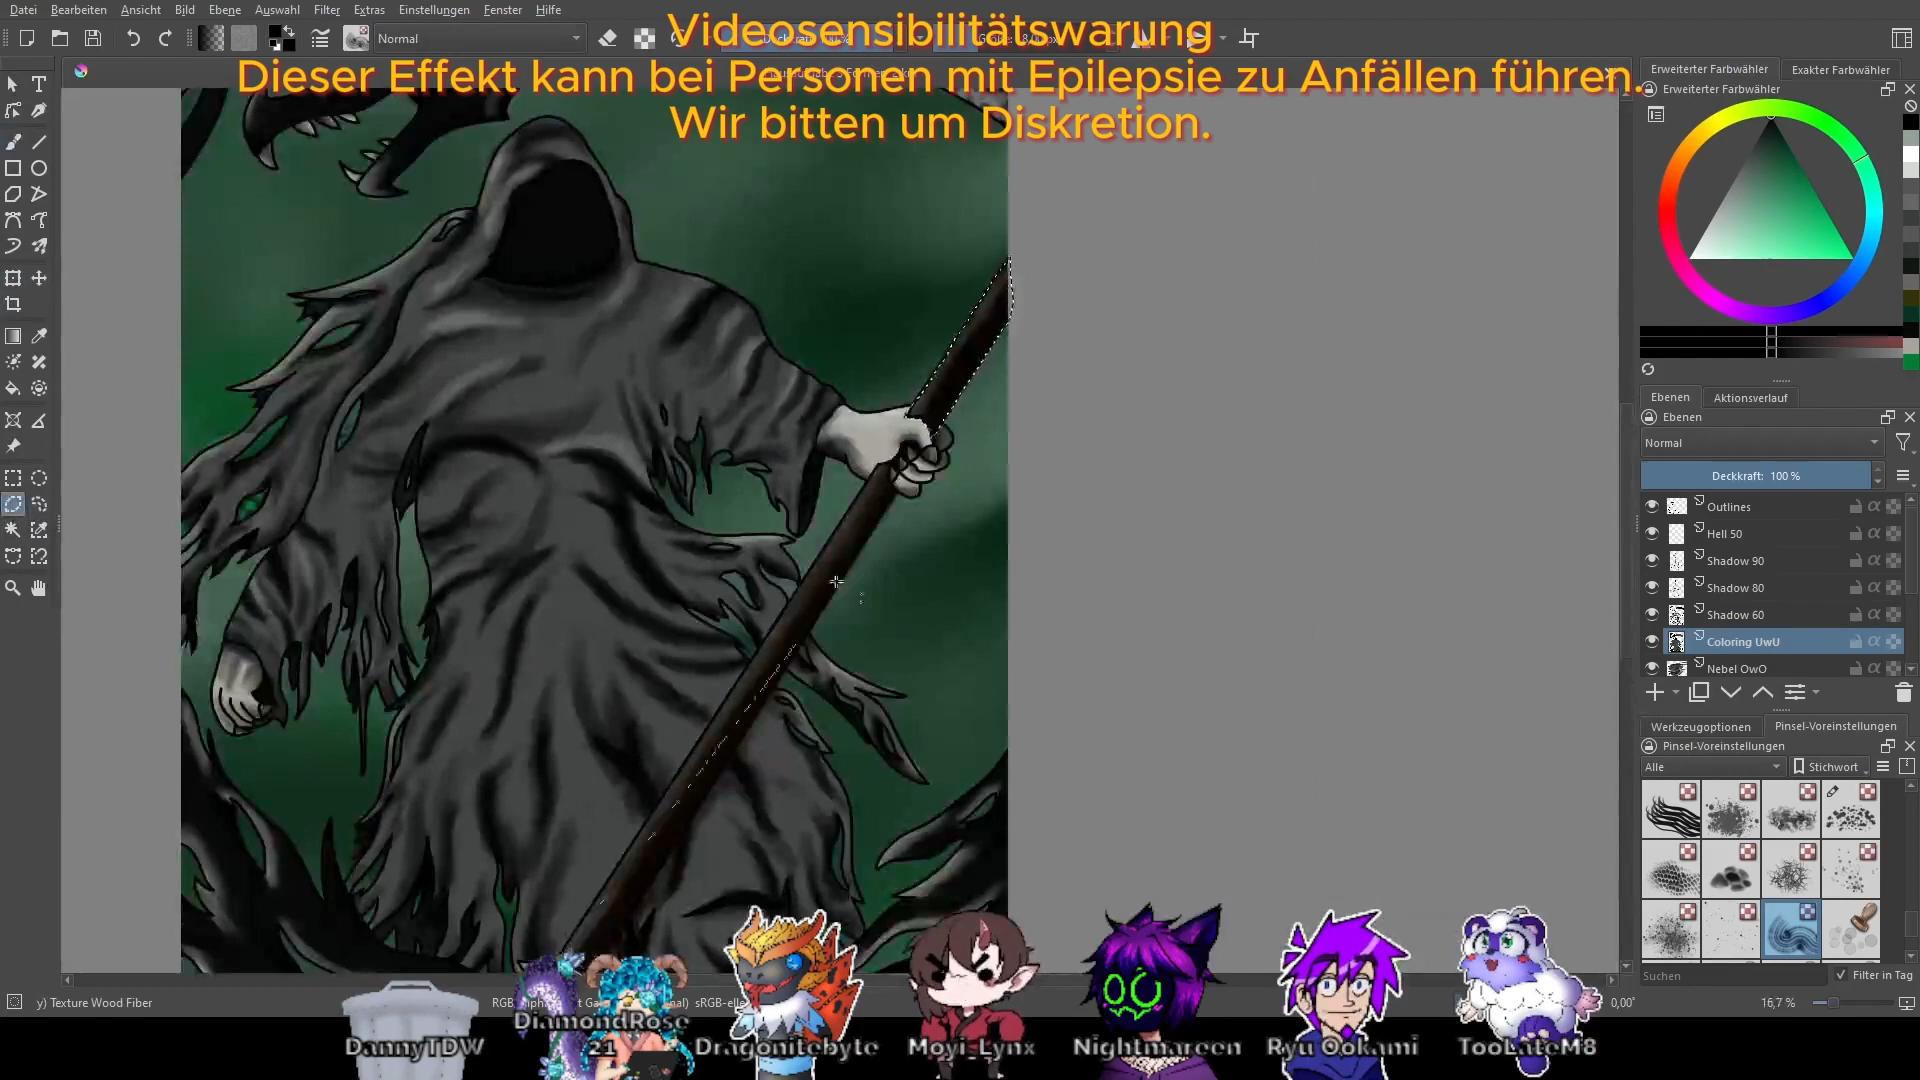 Datei Bearbeiten Ansicht Bild Ebene Auswahl Filter Extras Einstellungen Fenster Hilfe
Videosensibilitätswarung
Normal
Dieser Effekt kann bei Personen mit Epilepsie zu Anfällen führen.
Wir bitten um Diskretion.
Erweiterter Farbwähler Exakter Farbwähler
Erweiterter Farbwähler
Ebenen Aktionsverlauf
Ebenen
Normal
Deckkraft: 100 %
Outlines
Hell 50
Shadow 90
Shadow 80
Shadow 60
Coloring UwU
Nebel OwO
Werkzeugoptionen Pinsel-Voreinstellungen
Pinsel-Voreinstellungen
Alle Stichwort
Suchen Filter in Tag
y) Texture Wood Fiber
0,00° 16,7 %
DannyTDW
DiamondRose
21
Dragonitebyte
Moyi_Lynx
Nightmareen
Ryu Ookami
TooLateM8